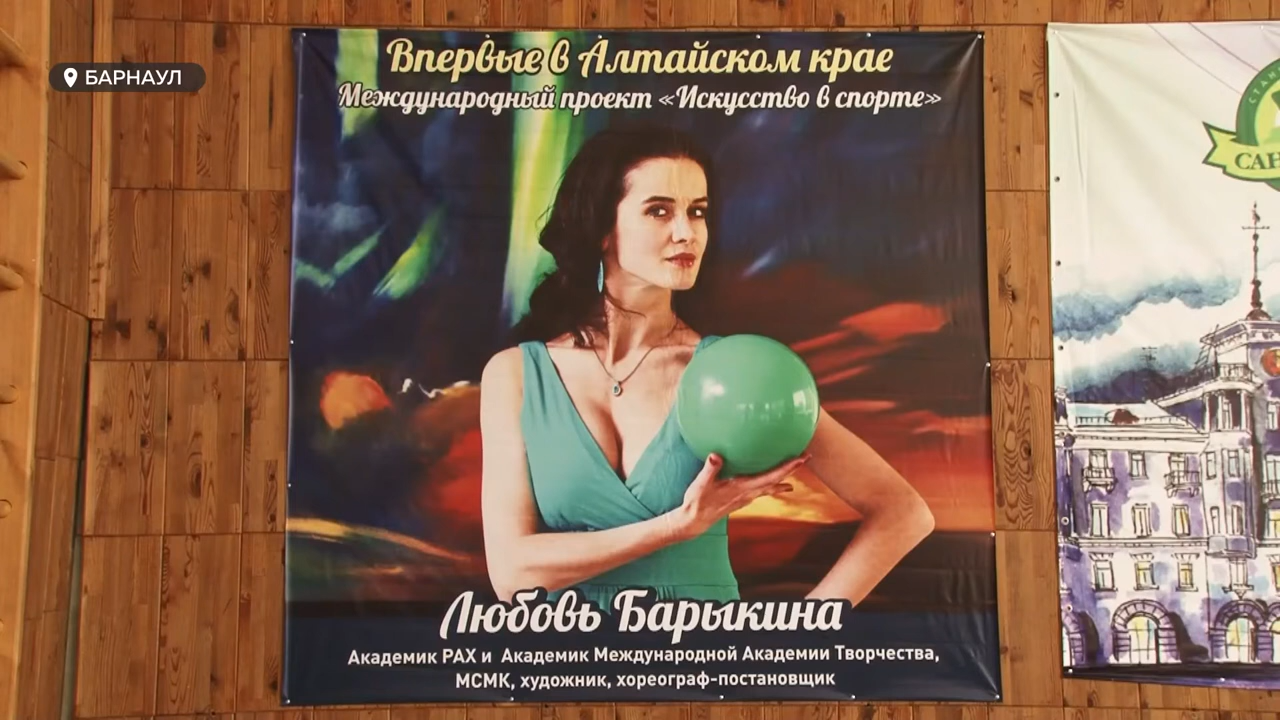 БАРНАУЛ
Впервые в Алтайском крае
Международный проект «Искусство в спорте»
Любовь Барыкина
Академик РАХ и Академик Международной Академии Творчества,
МСМК, художник, хореограф-постановщик